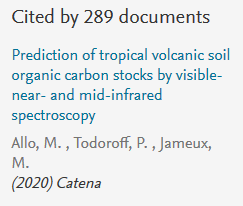 Cited by 289 documents
Prediction of tropical volcanic soil
organic carbon stocks by visible-
near- and mid-infrared
spectroscopy
Allo, M. , Todoroff, P. , Jameux,
M.
(2020) Catena